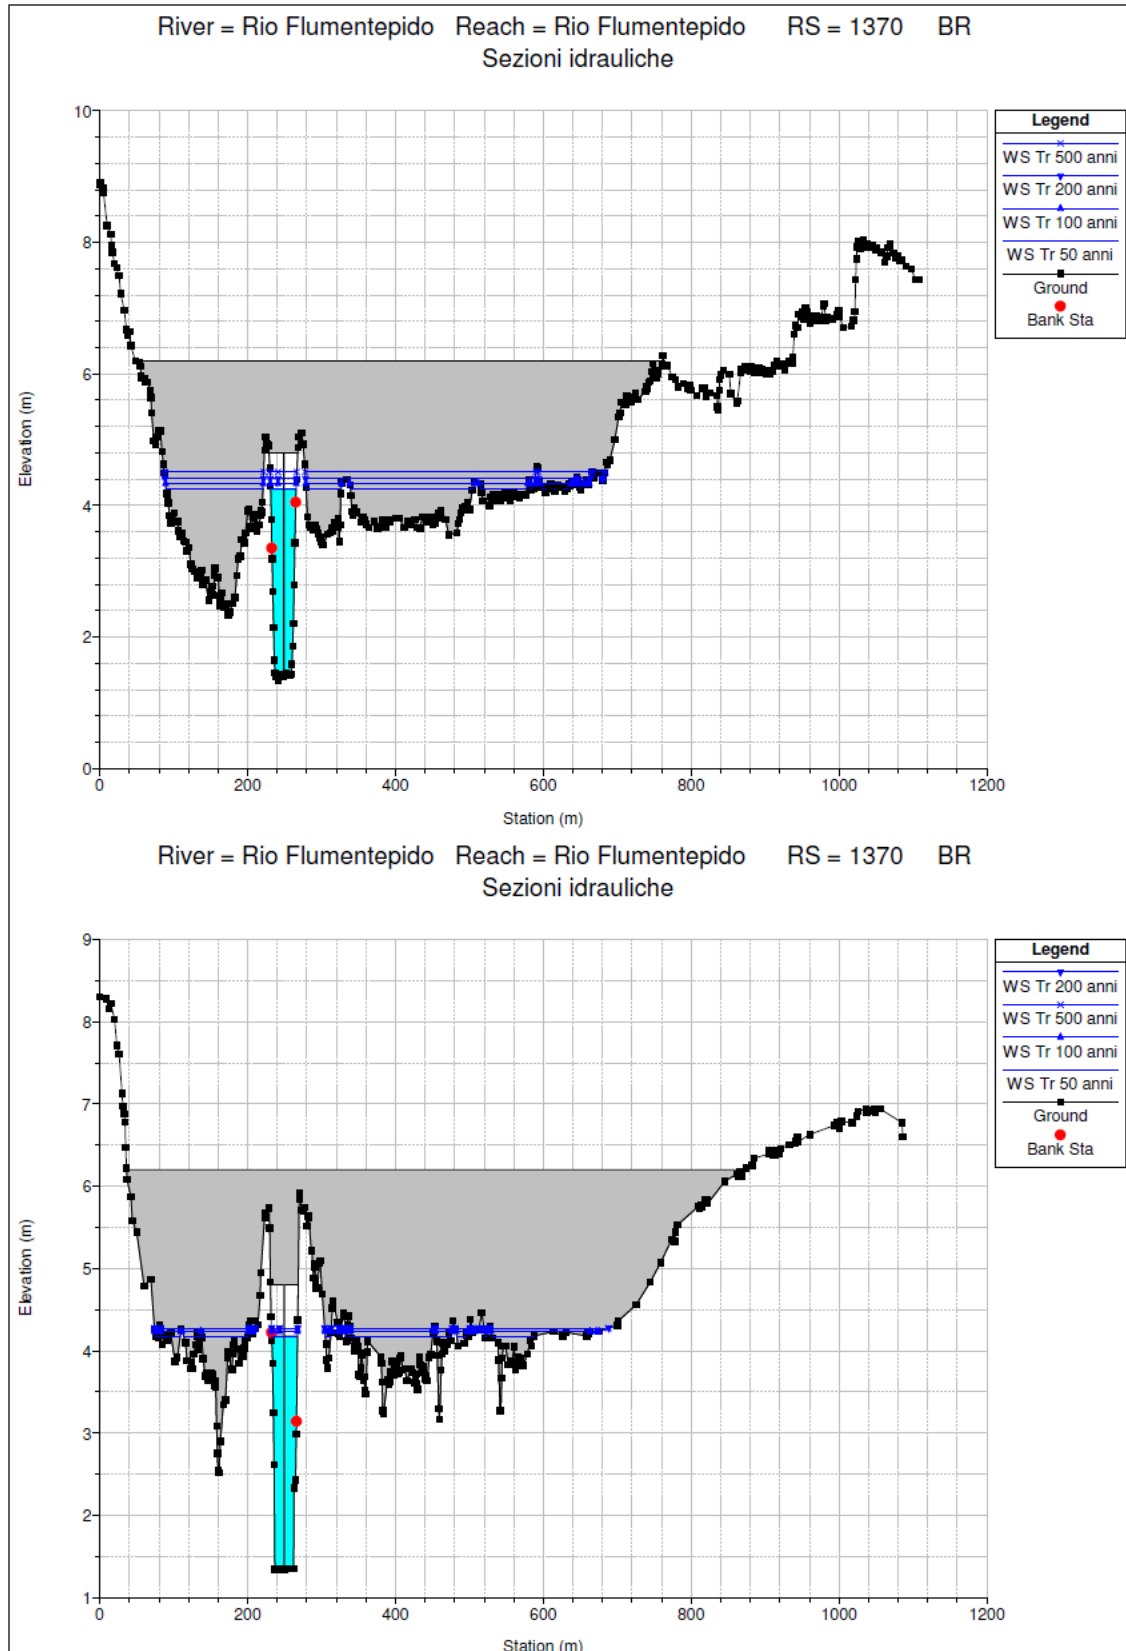 River = Rio Flumentepido Reach = Rio Flumentepido RS = 1370 BR
Sezioni idrauliche
10
8
6
4
2
0
Elevation (m)
0 200 400 600 800 1000 1200
Station (m)
Legend
WS Tr 500 anni
WS Tr 200 anni
WS Tr 100 anni
WS Tr 50 anni
Ground
Bank Sta
River = Rio Flumentepido Reach = Rio Flumentepido RS = 1370 BR
Sezioni idrauliche
9
8
7
6
5
4
3
2
1
Elevation (m)
0 200 400 600 800 1000 1200
Station (m)
Legend
WS Tr 200 anni
WS Tr 500 anni
WS Tr 100 anni
WS Tr 50 anni
Ground
Bank Sta